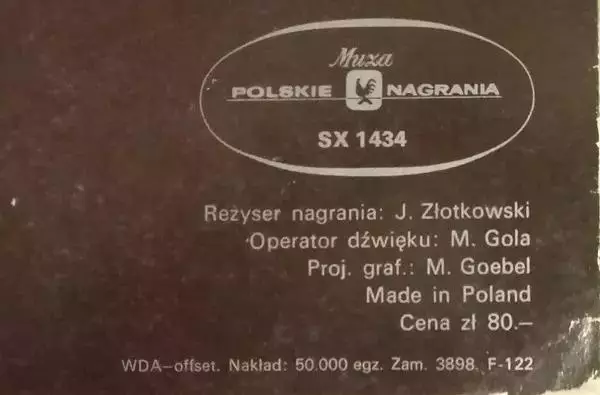 Muza
POLSKIE NAGRANIA
SX 1434
Reżyser nagrania: J. Złotkowski
Operator dźwięku: M. Gola
Proj. graf.: M. Goebel
Made in Poland
Cena zł 80.—
WDA—offset. Nakład: 50.000 egz. Zam. 3898. F-122